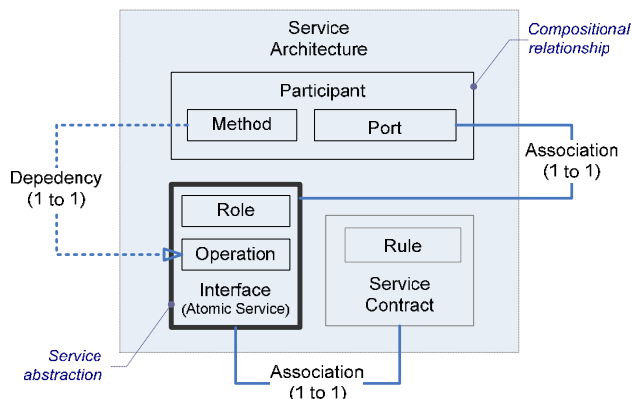 Service
Architecture
Compositional
relationship
Participant
Method
Port
Association
(1 to 1)
Depedency
(1 to 1)
Role
Operation
Interface
(Atomic Service)
Rule
Service
Contract
Service
abstraction
Association
(1 to 1)